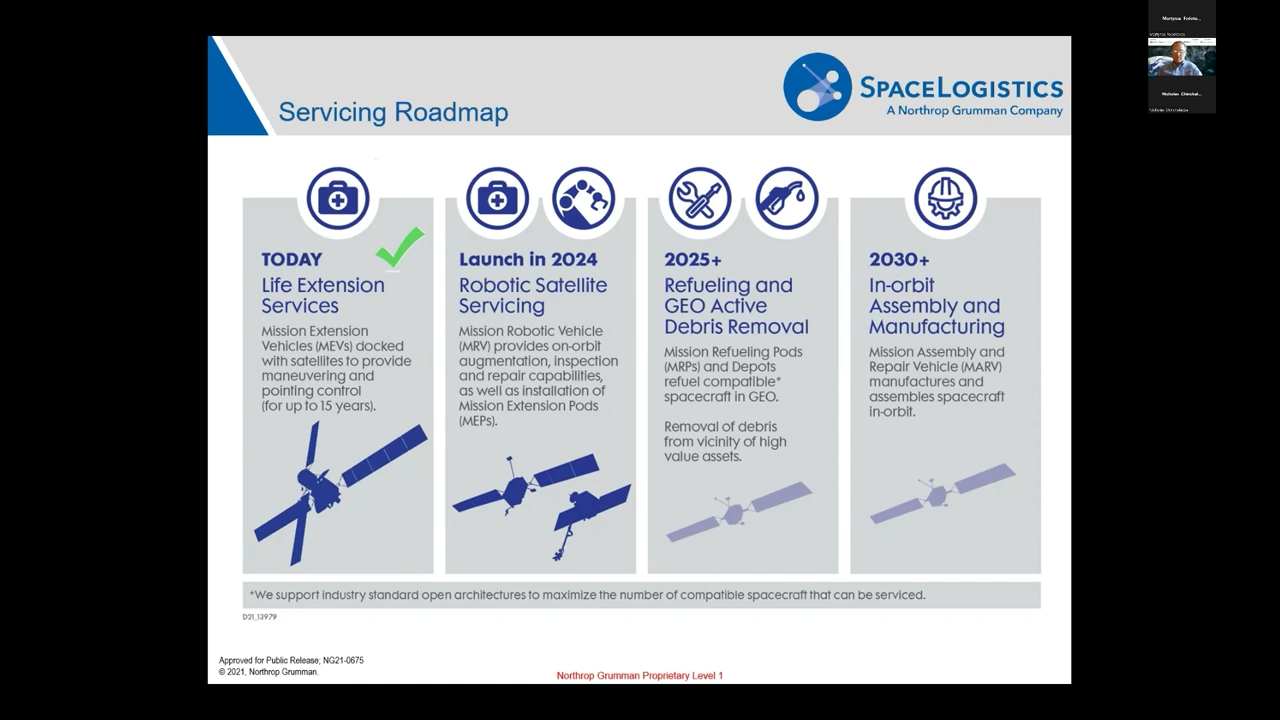 Servicing Roadmap
SPACELOGISTICS
A Northrop Grumman Company
TODAY
Life Extension
Services
Mission Extension
Vehicles (MEVs) docked
with satellites to provide
maneuvering and
pointing control
(for up to 15 years).
Launch in 2024
Robotic Satellite
Servicing
Mission Robotic Vehicle
(MRV) provides on-orbit
augmentation, inspection
and repair capabilities,
as well as installation of
Mission Extension Pods
(MEPs).
2025+
Refueling and
GEO Active
Debris Removal
Mission Refueling Pods
(MRPs) and Depots
refuel compatible*
spacecraft in GEO.
Removal of debris
from vicinity of high
value assets.
2030+
In-orbit
Assembly and
Manufacturing
Mission Assembly and
Repair Vehicle (MARV)
manufactures and
assembles spacecraft
in-orbit.
*We support industry standard open architectures to maximize the number of compatible spacecraft that can be serviced.
D21_13979
Approved for Public Release; NG21-0675
© 2021, Northrop Grumman.
Northrop Grumman Proprietary Level 1